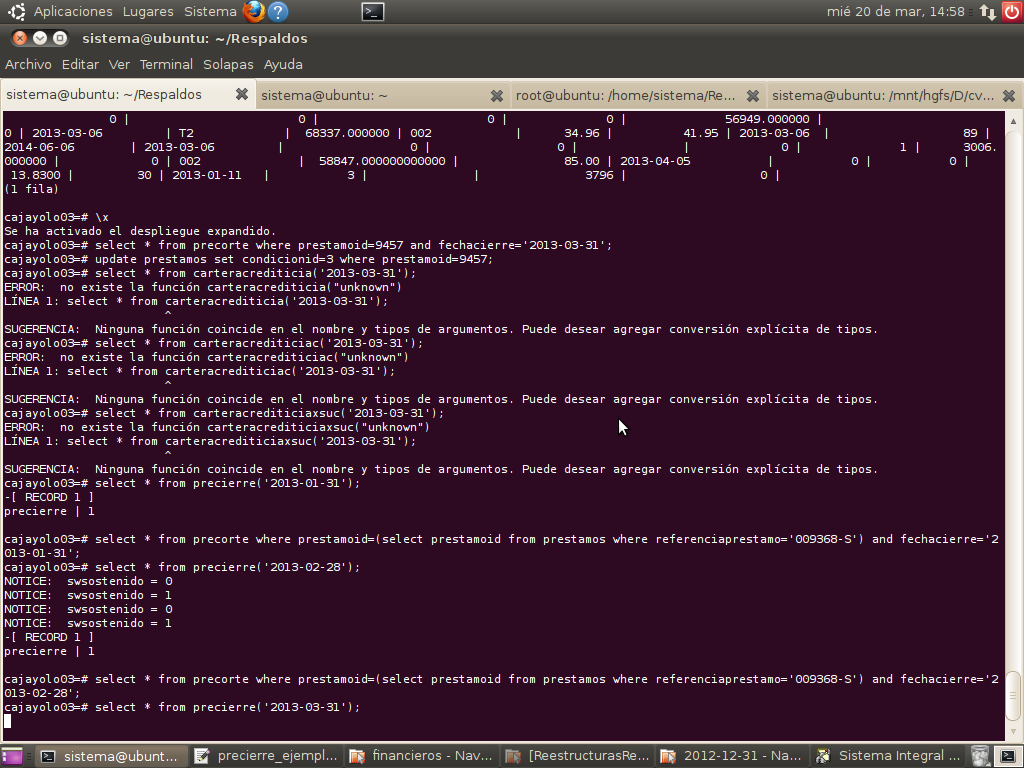 Aplicaciones Lugares Sistema mié 20 de mar, 14:58
sistema@ubuntu: ~/Respaldos
Archivo Editar Ver Terminal Solapas Ayuda
sistema@ubuntu: ~/Respaldos sistema@ubuntu: ~ root@ubuntu: /home/sistema/Re... sistema@ubuntu: /mnt/hgfs/D/cv...
0 | 0 | 0 | 0 | 56949.000000 |
0 | 2013-03-06 | T2 | 68337.000000 | 002 | 34.96 | 41.95 | 2013-03-06 | 89 |
2014-06-06 | 2013-03-06 | 0 | 0 | | 0 | 1 | 3006.
000000 | 0 | 002 | 58847.000000000000 | 85.00 | 2013-04-05 | 0 | 0 |
13.8300 | 30 | 2013-01-11 | 3 | | 3796 | 0 |
(1 fila)
cajayolo03=# \x
Se ha activado el despliegue expandido.
cajayolo03=# select * from precorte where prestamoid=9457 and fechacierre='2013-03-31';
cajayolo03=# update prestamos set condicionid=3 where prestamoid=9457;
cajayolo03=# select * from carteracrediticia('2013-03-31');
ERROR:  no existe la función carteracrediticia("unknown")
LÍNEA 1: select * from carteracrediticia('2013-03-31');
^
SUGERENCIA:  Ninguna función coincide en el nombre y tipos de argumentos. Puede desear agregar conversión explícita de tipos.
cajayolo03=# select * from carteracrediticiac('2013-03-31');
ERROR:  no existe la función carteracrediticiac("unknown")
LÍNEA 1: select * from carteracrediticiac('2013-03-31');
^
SUGERENCIA:  Ninguna función coincide en el nombre y tipos de argumentos. Puede desear agregar conversión explícita de tipos.
cajayolo03=# select * from carteracrediticiaxsuc('2013-03-31');
ERROR:  no existe la función carteracrediticiaxsuc("unknown")
LÍNEA 1: select * from carteracrediticiaxsuc('2013-03-31');
^
SUGERENCIA:  Ninguna función coincide en el nombre y tipos de argumentos. Puede desear agregar conversión explícita de tipos.
cajayolo03=# select * from precierre('2013-01-31');
-[ RECORD 1 ]
precierre | 1
cajayolo03=# select * from precorte where prestamoid=(select prestamoid from prestamos where referenciaprestamo='009368-S') and fechacierre='2
013-01-31';
cajayolo03=# select * from precierre('2013-02-28');
NOTICE:  swsostenido = 0
NOTICE:  swsostenido = 1
NOTICE:  swsostenido = 0
NOTICE:  swsostenido = 1
-[ RECORD 1 ]
precierre | 1
cajayolo03=# select * from precorte where prestamoid=(select prestamoid from prestamos where referenciaprestamo='009368-S') and fechacierre='2
013-02-28';
cajayolo03=# select * from precierre('2013-03-31');
sistema@ubunt... precierre_ejempl... financieros - Nav... [ReestructurasRe... 2012-12-31 - Na... Sistema Integral ...